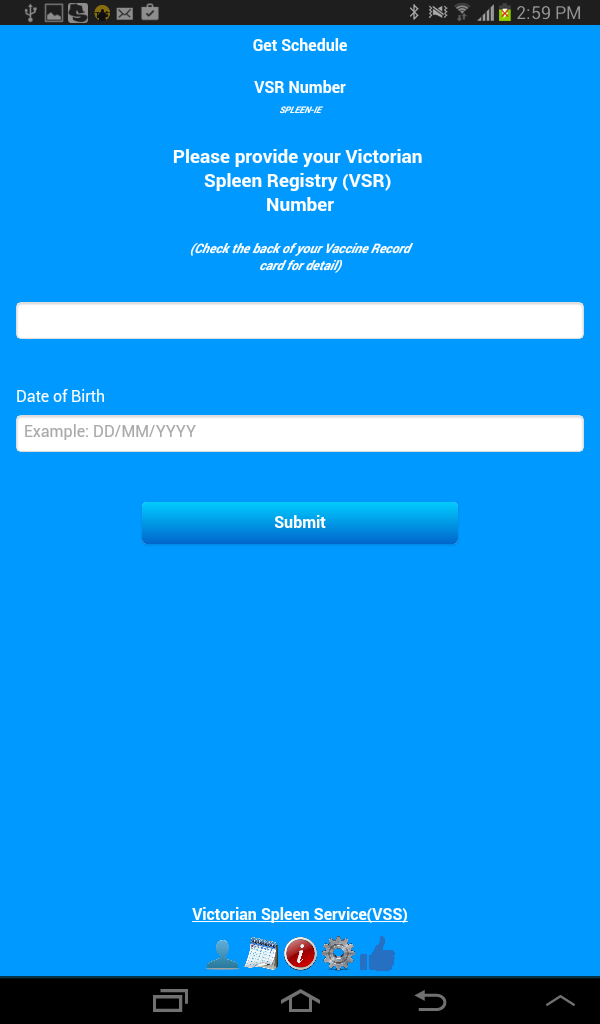 2:59 PM
Get Schedule
VSR Number
SPLEEN-IE
Please provide your Victorian
Spleen Registry (VSR)
Number
(Check the back of your Vaccine Record
card for detail)
Date of Birth
Example: DD/MM/YYYY
Submit
Victorian Spleen Service(VSS)
i